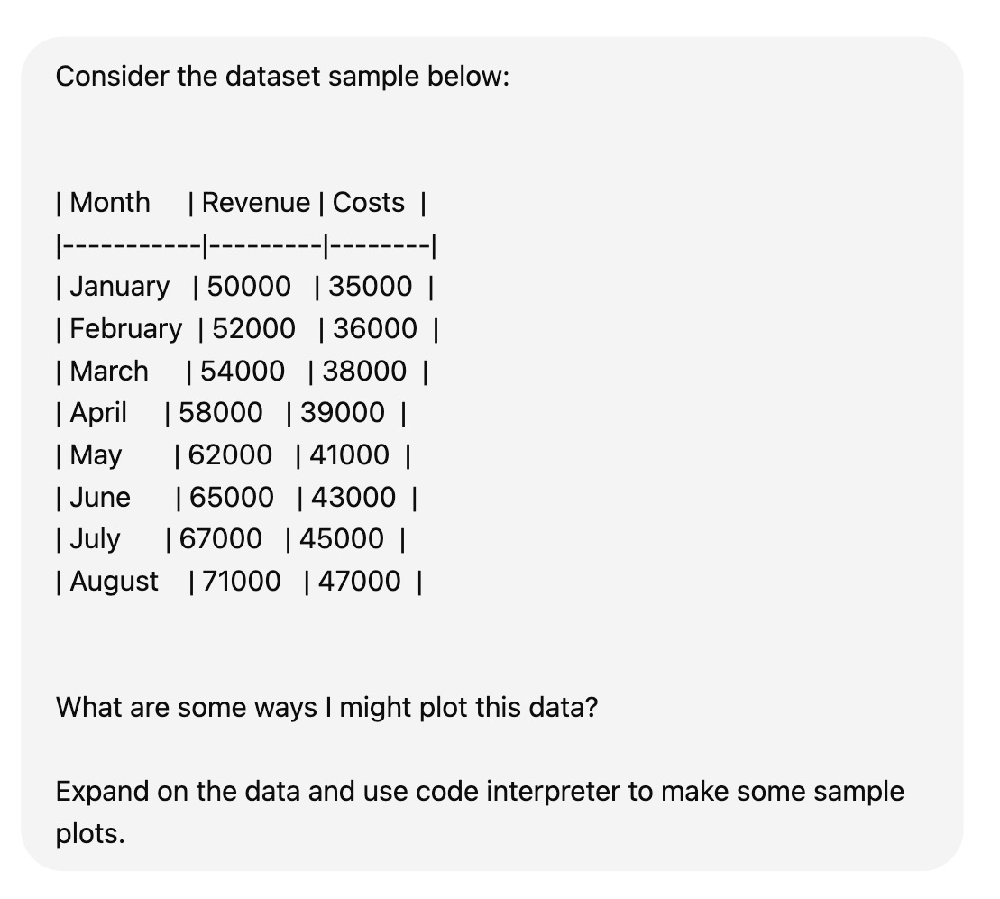 Consider the dataset sample below:
| Month | Revenue | Costs |
|-----------|---------|--------|
| January | 50000 | 35000 |
| February | 52000 | 36000 |
| March | 54000 | 38000 |
| April | 58000 | 39000 |
| May | 62000 | 41000 |
| June | 65000 | 43000 |
| July | 67000 | 45000 |
| August | 71000 | 47000 |
What are some ways I might plot this data?
Expand on the data and use code interpreter to make some sample
plots.